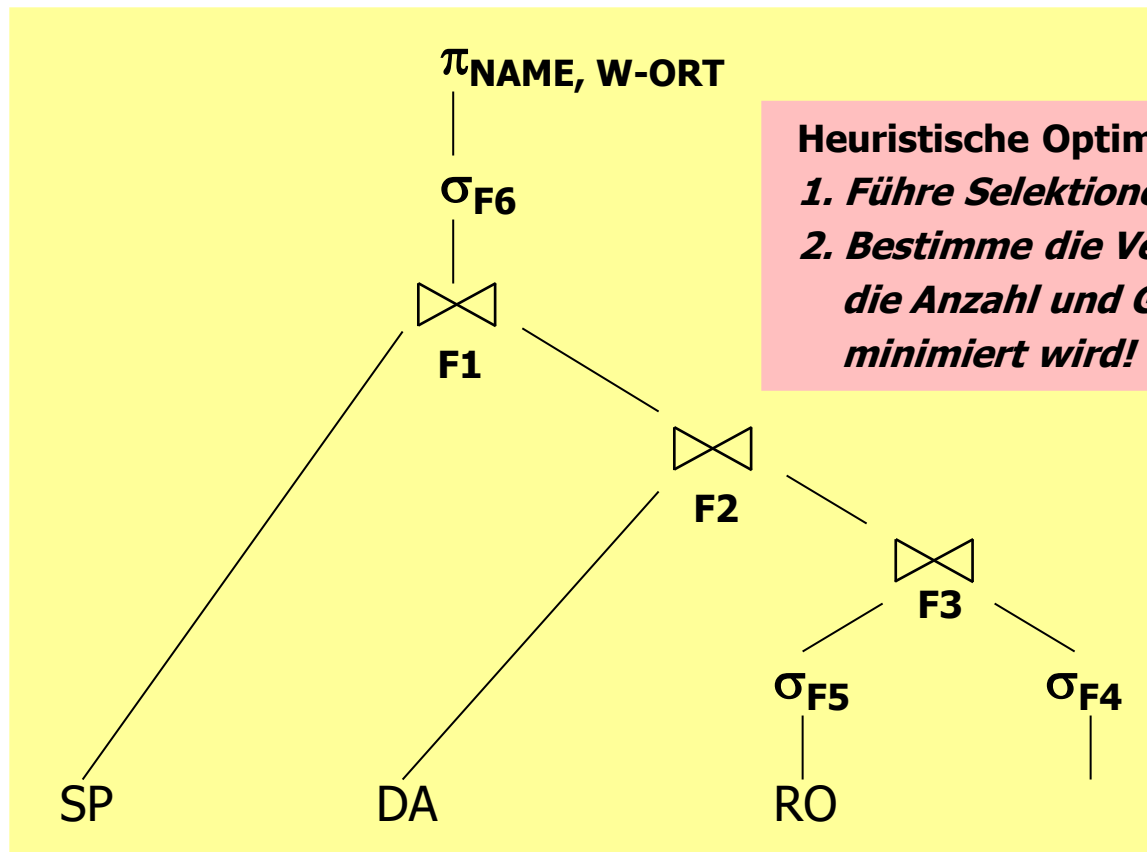 πNAME, W-ORT
σF6
F1
F2
F3
σF5 σF4
SP DA RO
Heuristische Optim
1. Führe Selektione
2. Bestimme die Ve
die Anzahl und G
minimiert wird!